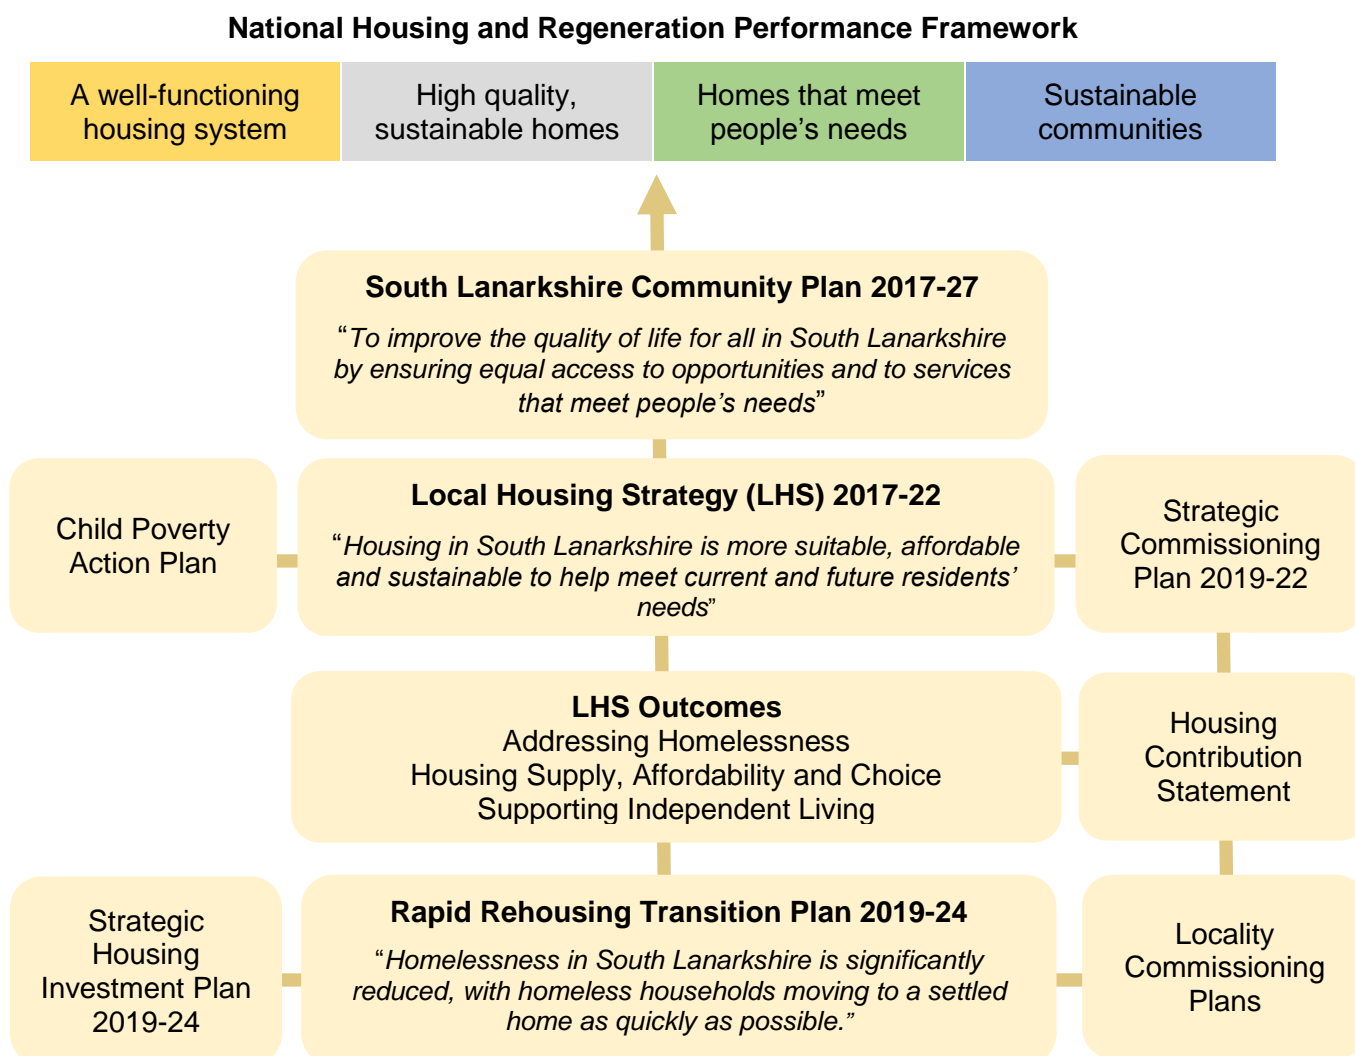 National Housing and Regeneration Performance Framework
A well-functioning
housing system
High quality,
sustainable homes
Homes that meet
people’s needs
Sustainable
communities
South Lanarkshire Community Plan 2017-27
“To improve the quality of life for all in South Lanarkshire
by ensuring equal access to opportunities and to services
that meet people’s needs”
Child Poverty
Action Plan
Local Housing Strategy (LHS) 2017-22
“Housing in South Lanarkshire is more suitable, affordable
and sustainable to help meet current and future residents’
needs”
Strategic
Commissioning
Plan 2019-22
LHS Outcomes
Addressing Homelessness
Housing Supply, Affordability and Choice
Supporting Independent Living
Housing
Contribution
Statement
Strategic
Housing
Investment Plan
2019-24
Rapid Rehousing Transition Plan 2019-24
“Homelessness in South Lanarkshire is significantly
reduced, with homeless households moving to a settled
home as quickly as possible.”
Locality
Commissioning
Plans